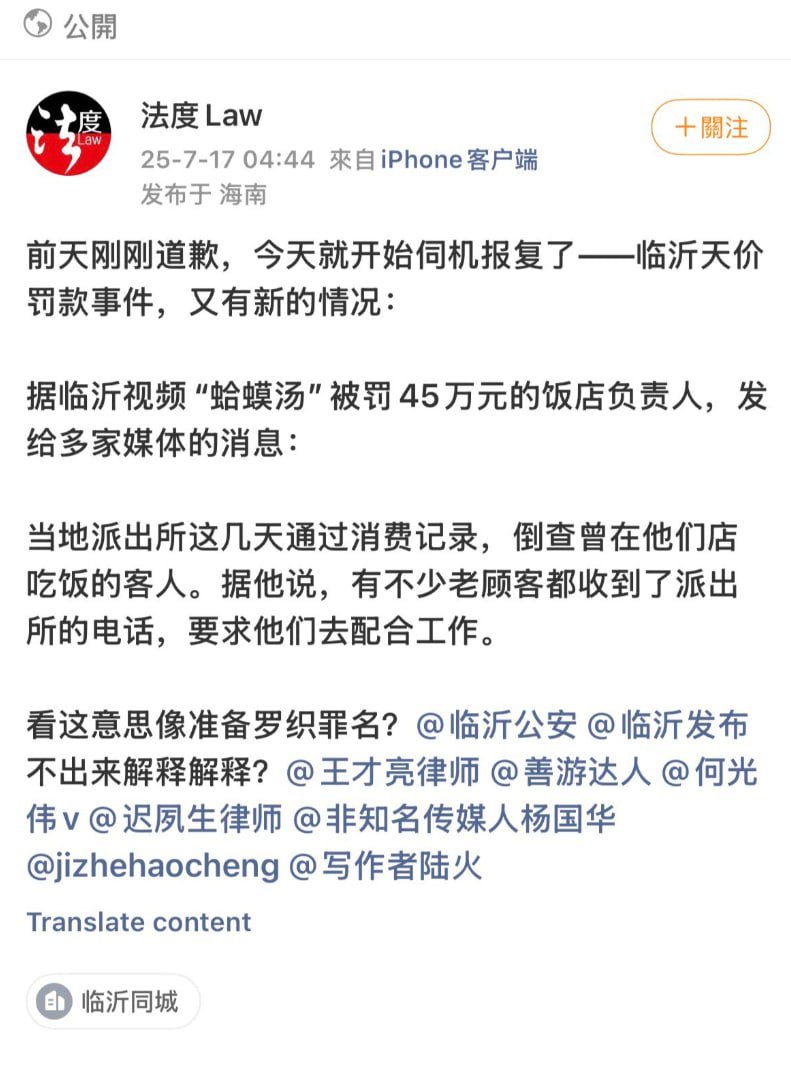 公開
法度Law
法度
Law
+關注
25-7-17 04:44 來自iPhone客户端
发布于 海南
前天刚刚道歉，今天就开始伺机报复了——临沂天价
罚款事件，又有新的情况：
据临沂视频“蛤蟆汤”被罚45万元的饭店负责人，发
给多家媒体的消息：
当地派出所这几天通过消费记录，倒查曾在他们店
吃饭的客人。据他说，有不少老顾客都收到了派出
所的电话，要求他们去配合工作。
看这意思像准备罗织罪名？@临沂公安 @临沂发布
不出来解释解释？@王才亮律师 @善游达人 @何光
伟v @迟夙生律师 @非知名传媒人杨国华
@jizhehaocheng @写作者陆火
Translate content
临沂同城